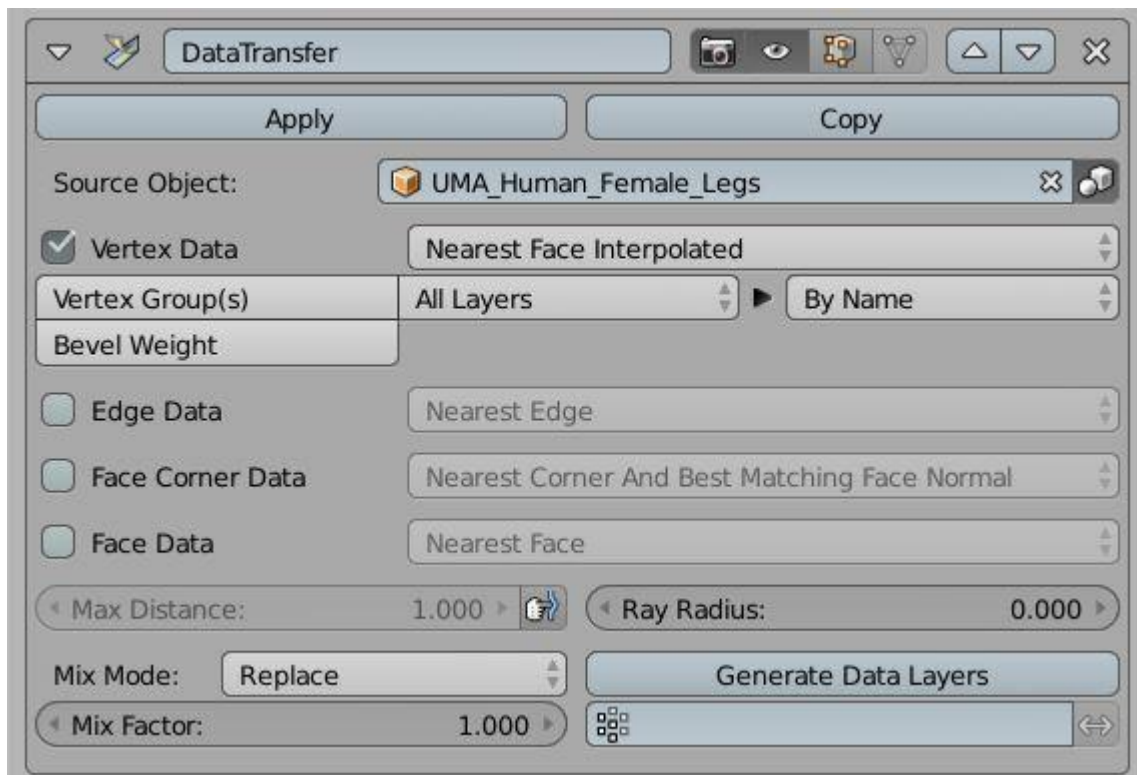 DataTransfer
Apply Copy
Source Object: UMA_Human_Female_Legs
Vertex Data Nearest Face Interpolated
Vertex Group(s) All Layers By Name
Bevel Weight
Edge Data Nearest Edge
Face Corner Data Nearest Corner And Best Matching Face Normal
Face Data Nearest Face
Max Distance: 1.000 Ray Radius: 0.000
Mix Mode: Replace Generate Data Layers
Mix Factor: 1.000